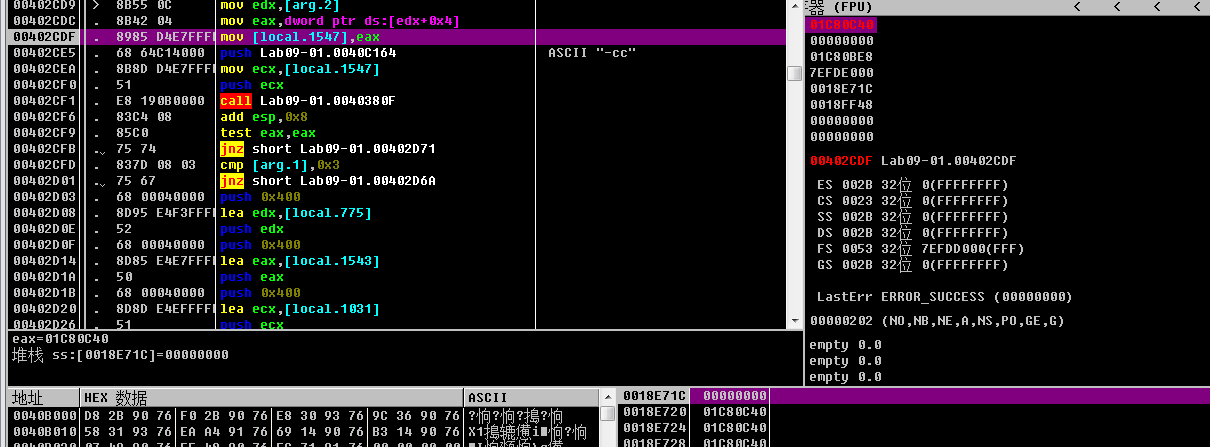 器 (FPU) < < < <
00402CD9 > 8B55 0C mov edx,[arg.2]
00402CDC . 8B42 04 mov eax,dword ptr ds:[edx+0x4]
00402CDF . 8985 D4E7FFFF mov [local.1547],eax
00402CE5 . 68 64C14000 push Lab09-01.0040C164 ASCII "-cc"
00402CEA . 8B8D D4E7FFFF mov ecx,[local.1547]
00402CF0 . 51 push ecx
00402CF1 . E8 190B0000 call Lab09-01.0040380F
00402CF6 . 83C4 08 add esp,0x8
00402CF9 . 85C0 test eax,eax
00402CFB . 75 74 jnz short Lab09-01.00402D71
00402CFD . 837D 08 03 cmp [arg.1],0x3
00402D01 . 75 67 jnz short Lab09-01.00402D6A
00402D03 . 68 00040000 push 0x400
00402D08 . 8D95 E4F3FFFF lea edx,[local.775]
00402D0E . 52 push edx
00402D0F . 68 00040000 push 0x400
00402D14 . 8D85 E4E7FFFF lea eax,[local.1543]
00402D1A . 50 push eax
00402D1B . 68 00040000 push 0x400
00402D20 . 8D8D E4EFFFFF lea ecx,[local.1031]
00402D26 . 51 push ecx
eax=01C80C40
堆栈 ss:[0018E71C]=00000000
01C80C40
00000000
01C80BE8
7EFDE000
0018E71C
0018FF48
00000000
00000000
00402CDF Lab09-01.00402CDF
ES 002B 32位 0(FFFFFFFF)
CS 0023 32位 0(FFFFFFFF)
SS 002B 32位 0(FFFFFFFF)
DS 002B 32位 0(FFFFFFFF)
FS 0053 32位 7EFDD000(FFF)
GS 002B 32位 0(FFFFFFFF)
LastErr ERROR_SUCCESS (00000000)
00000202 (NO,NB,NE,A,NS,PO,GE,G)
empty 0.0
empty 0.0
empty 0.0
地址 HEX 数据 ASCII
0040B000 D8 2B 90 76 F0 2B 90 76 E8 30 93 76 9C 36 90 76
0040B010 58 31 93 76 EA A4 91 76 69 14 90 76 B3 14 90 76
0018E71C 00000000
0018E720 01C80C40
0018E724 01C80C40
0018E728 01C80C40